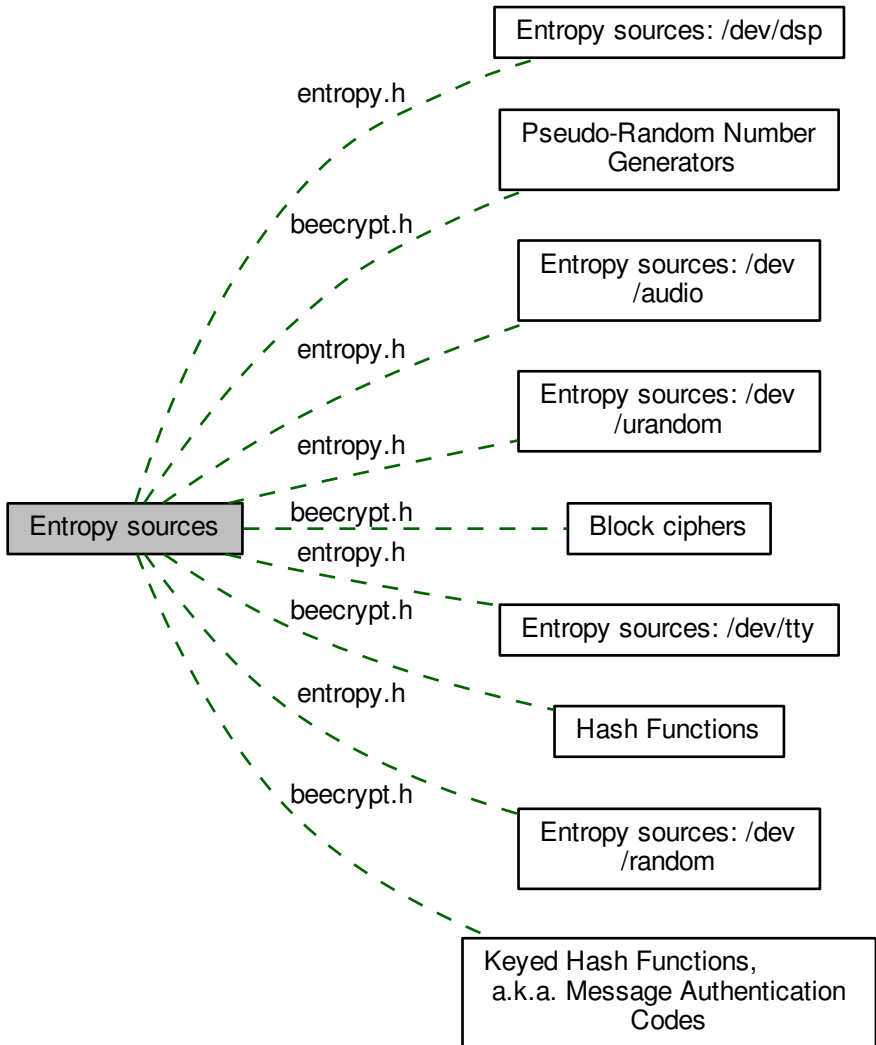 Entropy sources: /dev/dsp
entropy.h
Pseudo-Random Number
Generators
beecrypt.h
Entropy sources: /dev
/audio
entropy.h
Entropy sources: /dev
/urandom
entropy.h
Entropy sources
beecrypt.h
Block ciphers
entropy.h
Entropy sources: /dev/tty
beecrypt.h
Hash Functions
entropy.h
Entropy sources: /dev
/random
beecrypt.h
Keyed Hash Functions,
a.k.a. Message Authentication
Codes